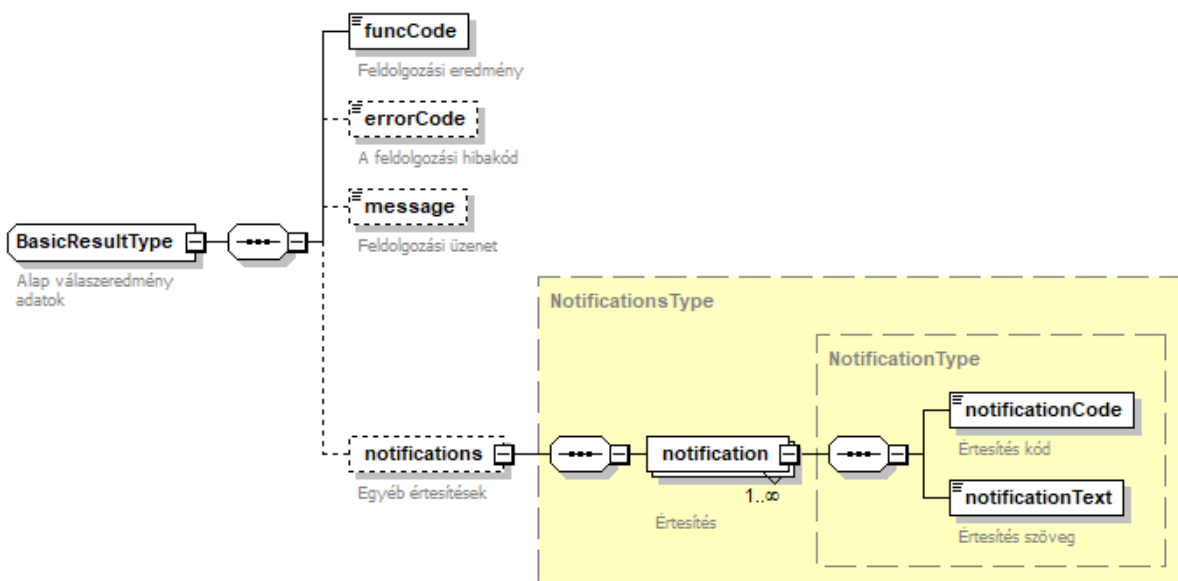 funcCode
Feldolgozási eredmény
errorCode
A feldolgozási hibakód
message
Feldolgozási üzenet
BasicResultType
Alap válaszeredmény
adatok
NotificationsType
NotificationType
notificationCode
Értesítés kód
notifications
Egyéb értesítések
notification
1..∞
Értesítés
notificationText
Értesítés szöveg